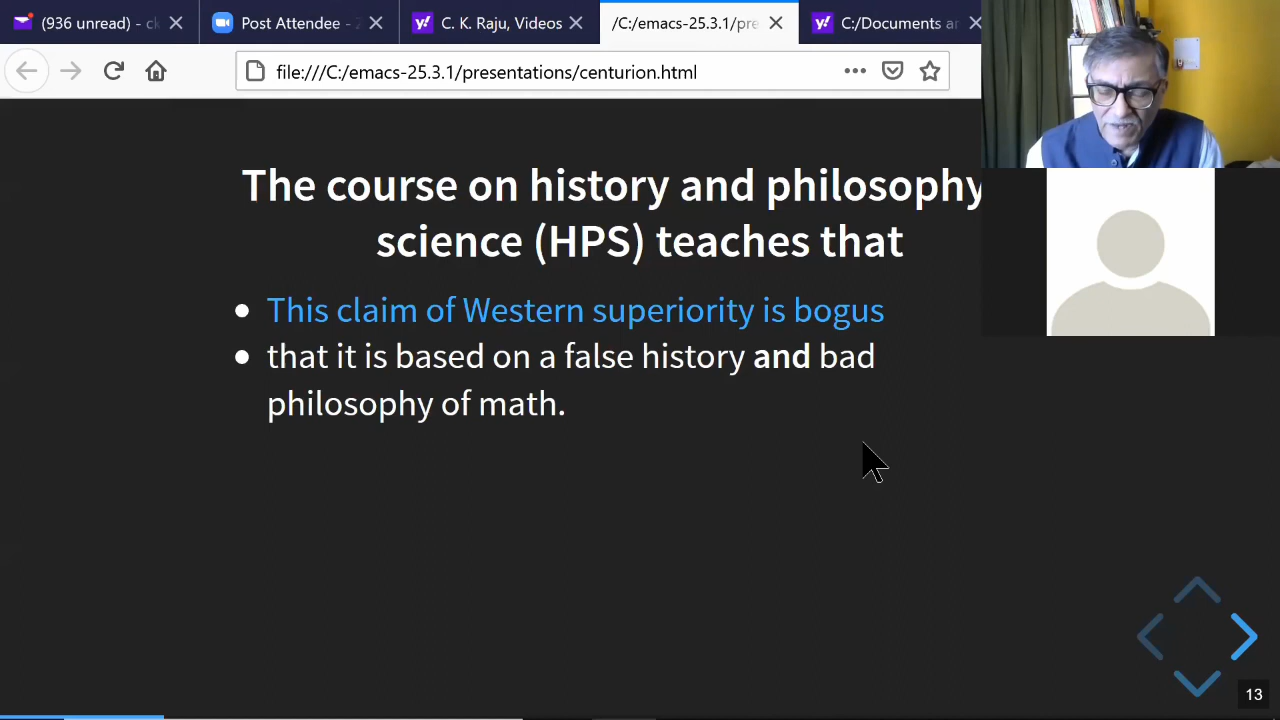 (936 unread) - ck
Post Attendee - Z
C. K. Raju, Videos
/C:/emacs-25.3.1/pre
C:/Documents an
file:///C:/emacs-25.3.1/presentations/centurion.html
The course on history and philosophy
science (HPS) teaches that
This claim of Western superiority is bogus
that it is based on a false history and bad
philosophy of math.
13